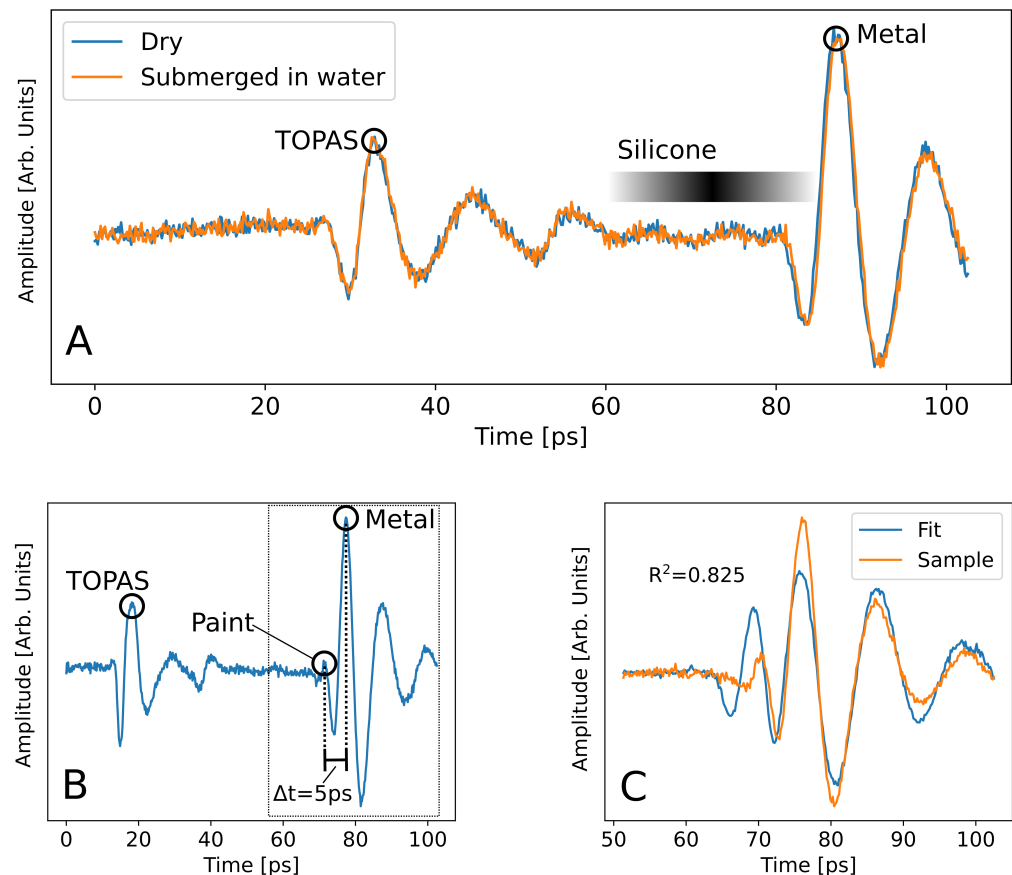 Dry
Submerged in water
TOPAS
Silicone
Metal
A
Amplitude [Arb. Units]
0 20 40 60 80 100
Time [ps]
TOPAS
Paint
Metal
Δt=5ps
B
Amplitude [Arb. Units]
0 20 40 60 80 100
Time [ps]
R²=0.825
Fit
Sample
C
Amplitude [Arb. Units]
50 60 70 80 90 100
Time [ps]